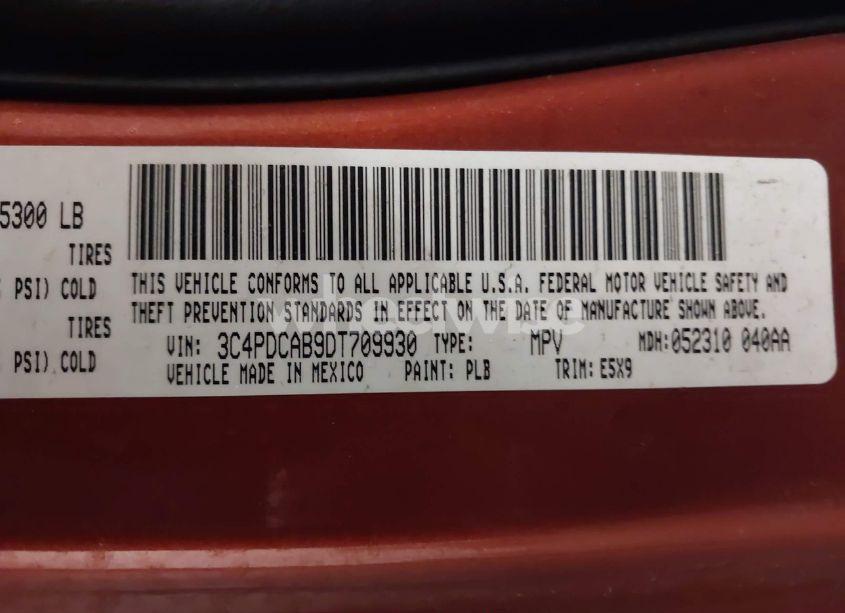 5300 LB
TIRES
PSI) COLD
TIRES
PSI) COLD
THIS VEHICLE CONFORMS TO ALL APPLICABLE U.S.A. FEDERAL MOTOR VEHICLE SAFETY AND
THEFT PREVENTION STANDARDS IN EFFECT ON THE DATE OF MANUFACTURE SHOWN ABOVE.
VIN: 3C4PDCAB9DT709930 TYPE: MPV MDH:052310 040AA
VEHICLE MADE IN MEXICO PAINT: PLB TRIM: E5X9
wheelwise